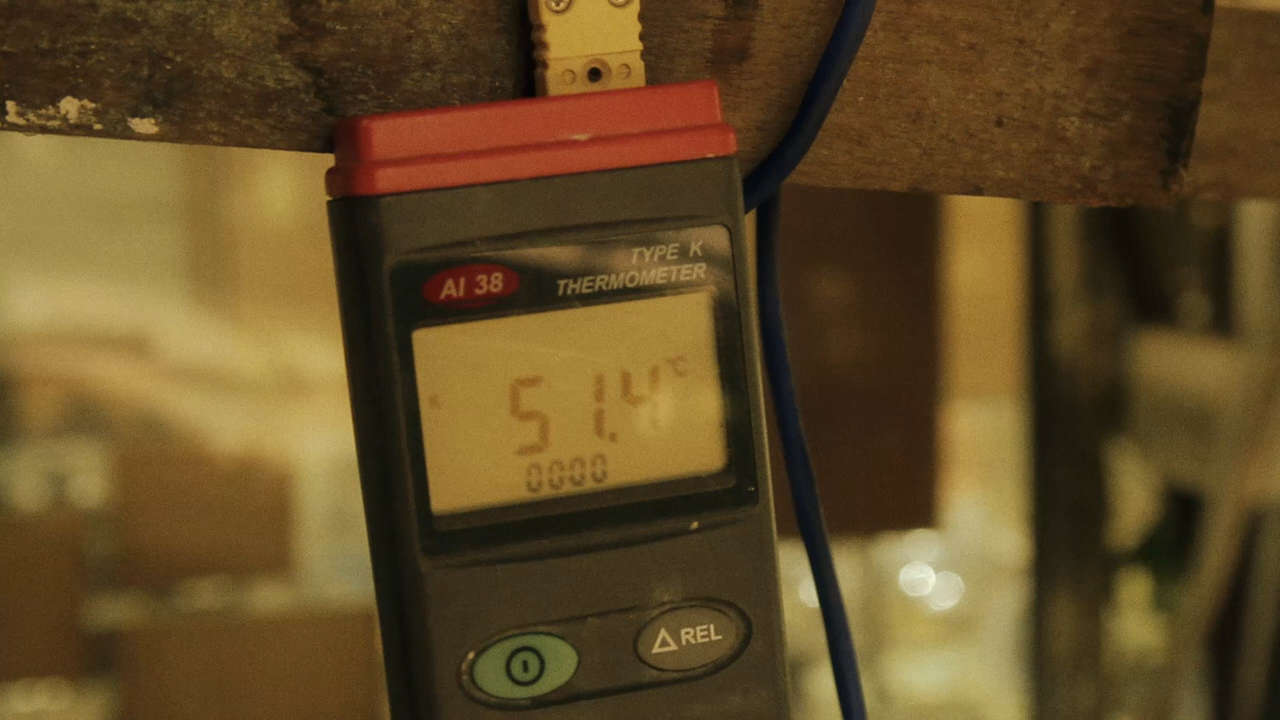 TYPE K
AI 38 THERMOMETER
51.4 °C
0000
△ REL